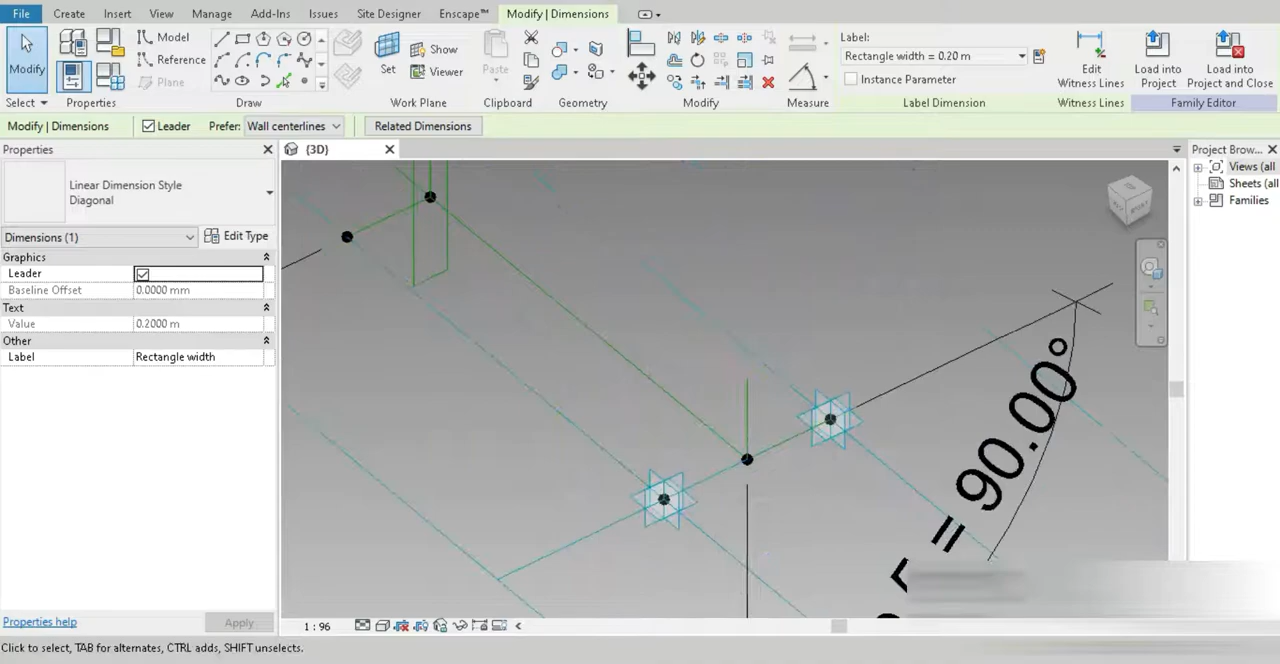 File Create Insert View Manage Add-Ins Issues Site Designer Enscape™ Modify | Dimensions
Modify
Model
Reference
Plane
Set
Show
Viewer
Paste
Label:
Rectangle width = 0.20 m
Instance Parameter
Edit
Witness Lines
Load into
Project
Load into
Project and Close
Select Properties Draw Work Plane Clipboard Geometry Modify Measure Label Dimension Witness Lines Family Editor
Modify | Dimensions Leader Prefer: Wall centerlines Related Dimensions
Properties
{3D}
Project Brow...
Linear Dimension Style
Diagonal
Views (all
Sheets (all
Families
Dimensions (1) Edit Type
Graphics
Leader
Baseline Offset 0.0000 mm
Text
Value 0.2000 m
Other
Label Rectangle width
= 90.00°
Properties help Apply
1 : 96
Click to select, TAB for alternates, CTRL adds, SHIFT unselects.